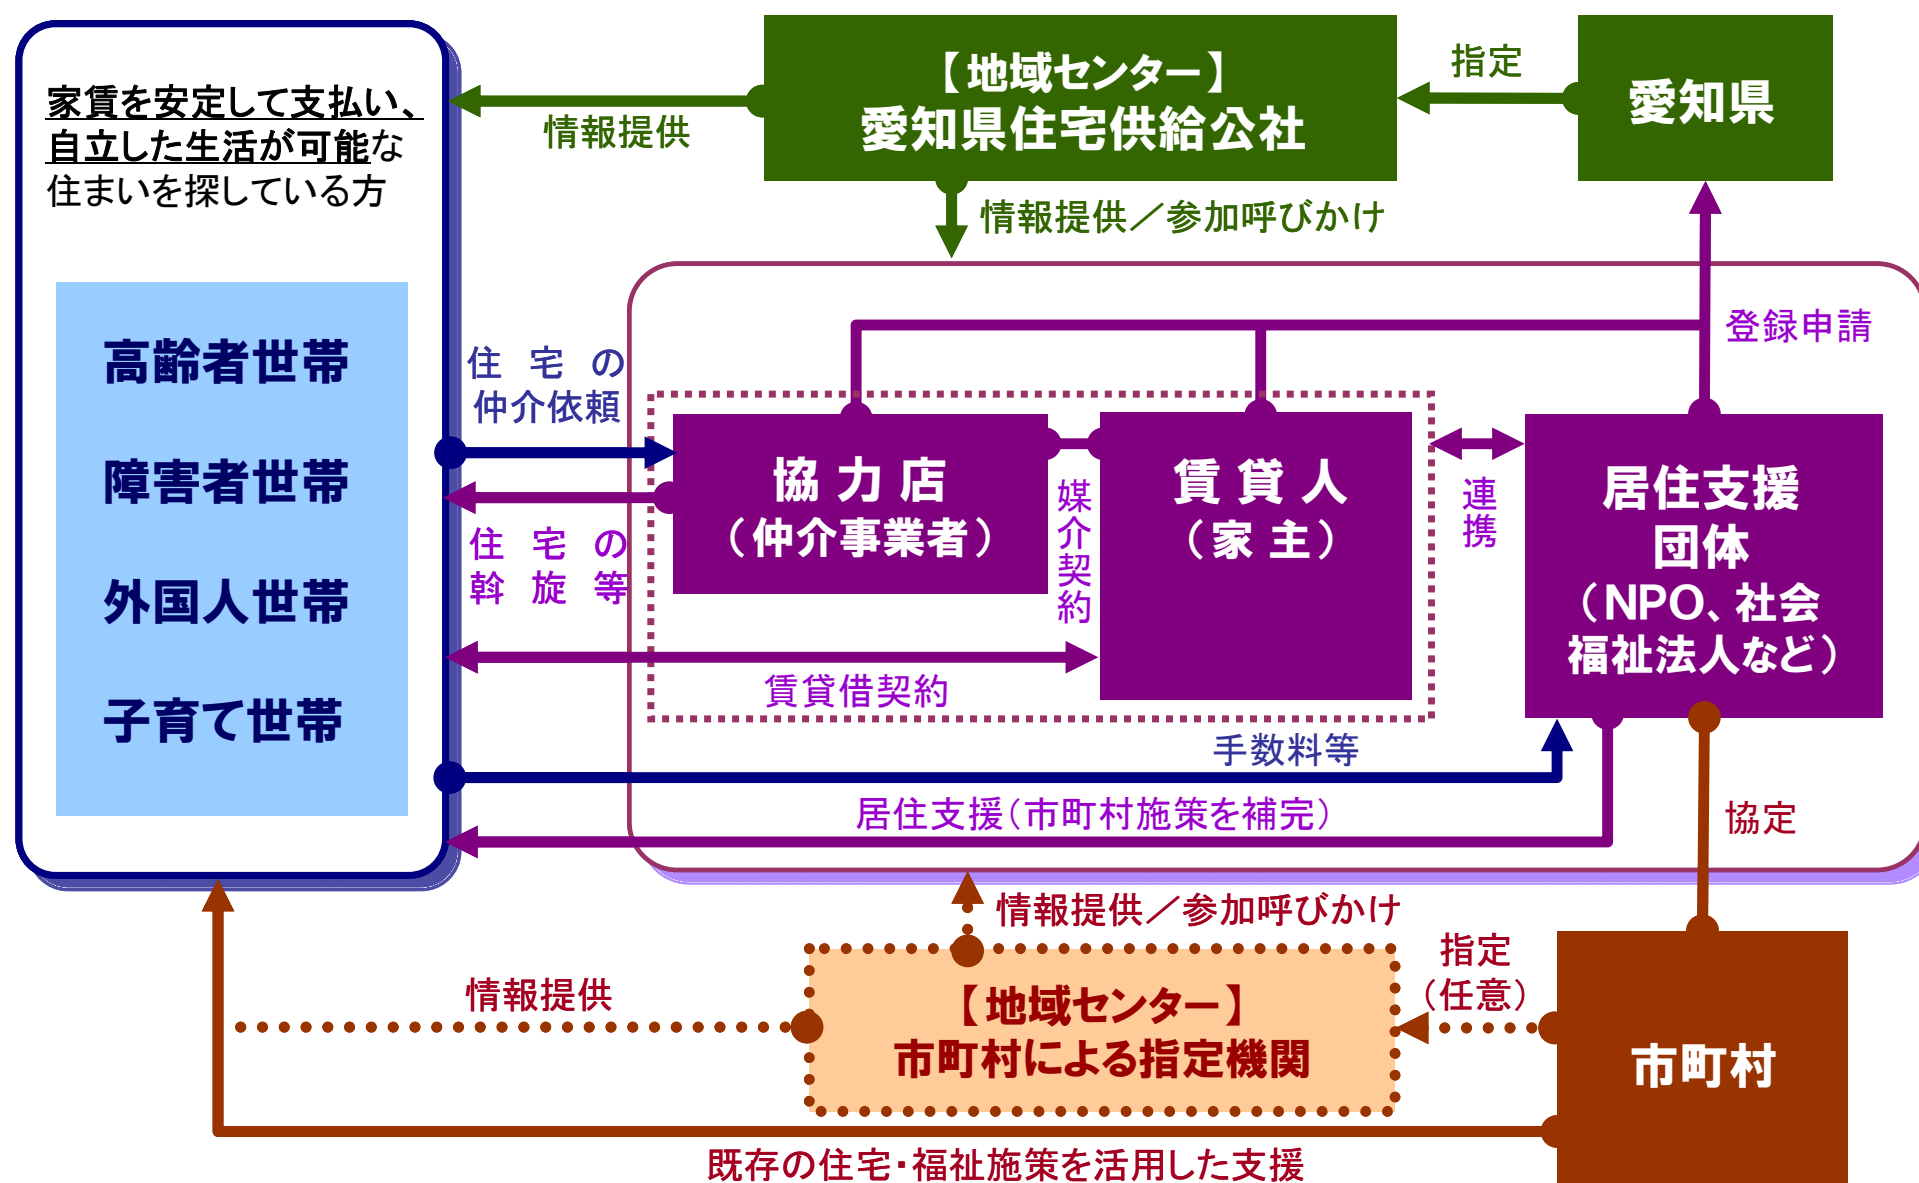 家賃を安定して支払い、
自立した生活が可能な
住まいを探している方
高齢者世帯
障害者世帯
外国人世帯
子育て世帯
【地域センター】
愛知県住宅供給公社
指定
愛知県
情報提供
情報提供／参加呼びかけ
登録申請
住宅の
仲介依頼
住宅の
斡旋等
協力店
（仲介事業者）
媒介契約
賃貸人
（家主）
連携
居住支援
団体
（NPO、社会
福祉法人など）
賃貸借契約
手数料等
居住支援（市町村施策を補完）
協定
情報提供／参加呼びかけ
指定
（任意）
情報提供
【地域センター】
市町村による指定機関
市町村
既存の住宅・福祉施策を活用した支援